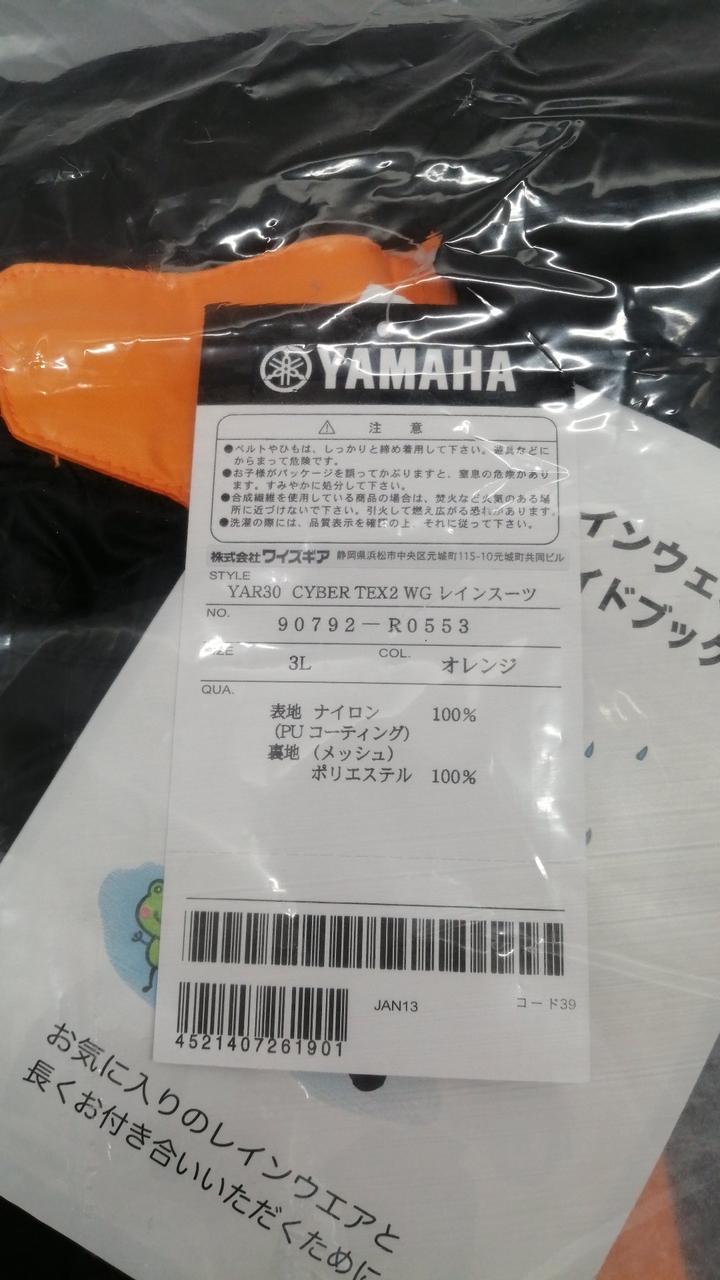 YAMAHA
注 意
●ベルトやひもは、しっかりと締め着用して下さい。遊具などに
からまって危険です。
●お子様がパッケージを誤ってかぶりますと、窒息の危険があり
ます。すみやかに処分して下さい。
●合成繊維を使用している商品の場合は、焚火など火気のある場
所に近づけないで下さい。引火して燃え広がる恐れがあります。
●洗濯の際には、品質表示を確認の上、それに従って下さい。
株式会社ワイズギア 静岡県浜松市中央区元城町115-10元城町共同ビル
STYLE
YAR30 CYBER TEX2 WG レインスーツ
NO.
90792-R0553
SIZE 3L COL. オレンジ
QUA.
表地 ナイロン 100%
(PUコーティング)
裏地 (メッシュ)
ポリエステル 100%
JAN13 コード39
4521407261901
インウエ
イドブック
お気に入りのレインウエアと
長くお付き合いいただくために